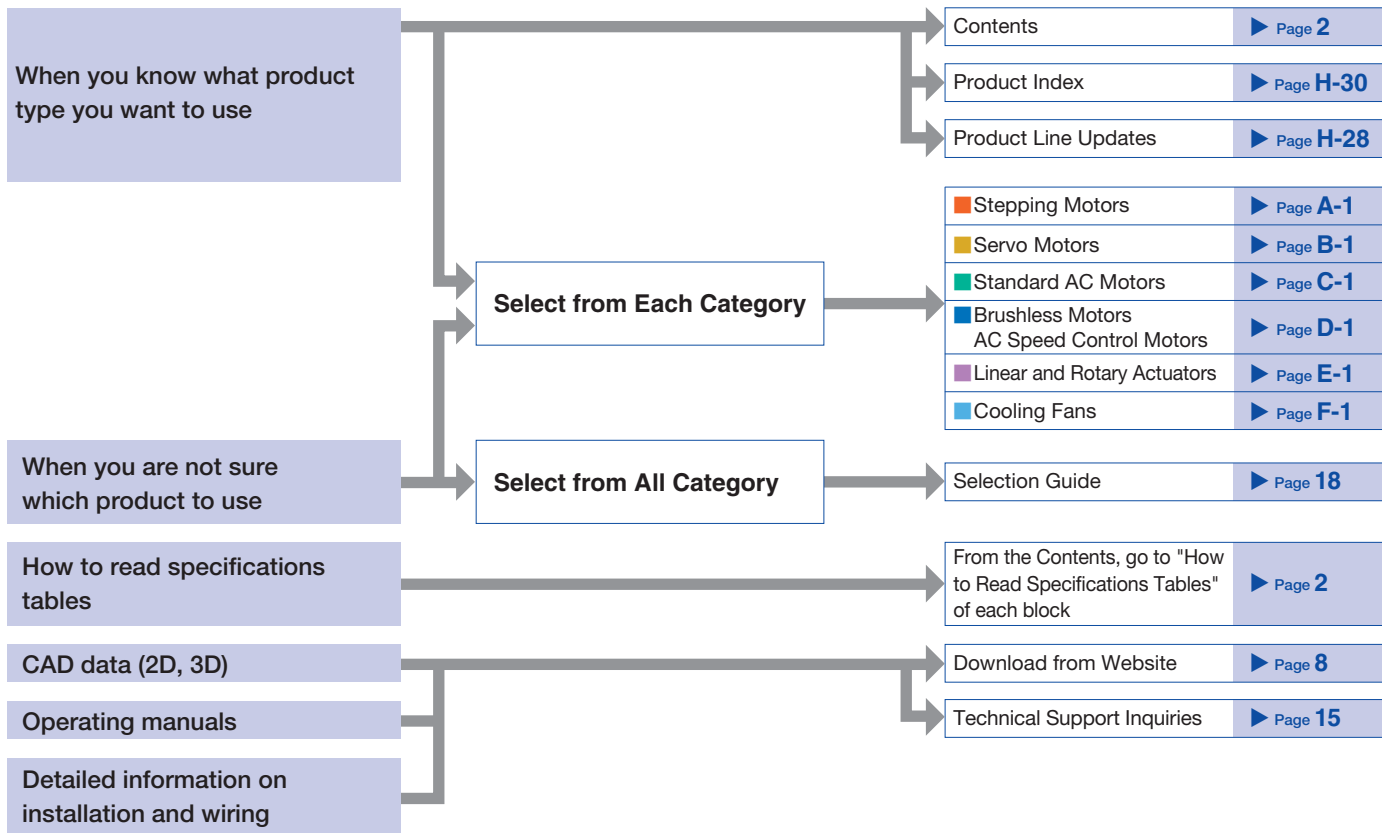 When you know what product
type you want to use
Contents
▶ Page 2
Product Index
▶ Page H-30
Product Line Updates
▶ Page H-28
Select from Each Category
Stepping Motors
▶ Page A-1
Servo Motors
▶ Page B-1
Standard AC Motors
▶ Page C-1
Brushless Motors
AC Speed Control Motors
▶ Page D-1
Linear and Rotary Actuators
▶ Page E-1
Cooling Fans
▶ Page F-1
When you are not sure
which product to use
Select from All Category
Selection Guide
▶ Page 18
How to read specifications
tables
From the Contents, go to "How
to Read Specifications Tables"
of each block
▶ Page 2
CAD data (2D, 3D)
Download from Website
▶ Page 8
Operating manuals
Technical Support Inquiries
▶ Page 15
Detailed information on
installation and wiring